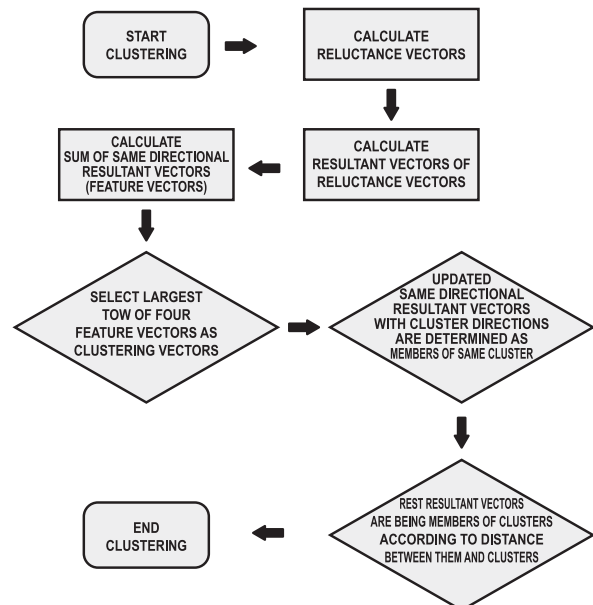 START
CLUSTERING
CALCULATE
RELUCTANCE VECTORS
CALCULATE
SUM OF SAME DIRECTIONAL
RESULTANT VECTORS
(FEATURE VECTORS)
CALCULATE
RESULTANT VECTORS OF
RELUCTANCE VECTORS
SELECT LARGEST
TOW OF FOUR
FEATURE VECTORS AS
CLUSTERING VECTORS
UPDATED
SAME DIRECTIONAL
RESULTANT VECTORS
WITH CLUSTER DIRECTIONS
ARE DETERMINED AS
MEMBERS OF SAME CLUSTER
REST RESULTANT VECTORS
ARE BEING MEMBERS OF CLUSTERS
ACCORDING TO DISTANCE
BETWEEN THEM AND CLUSTERS
END
CLUSTERING